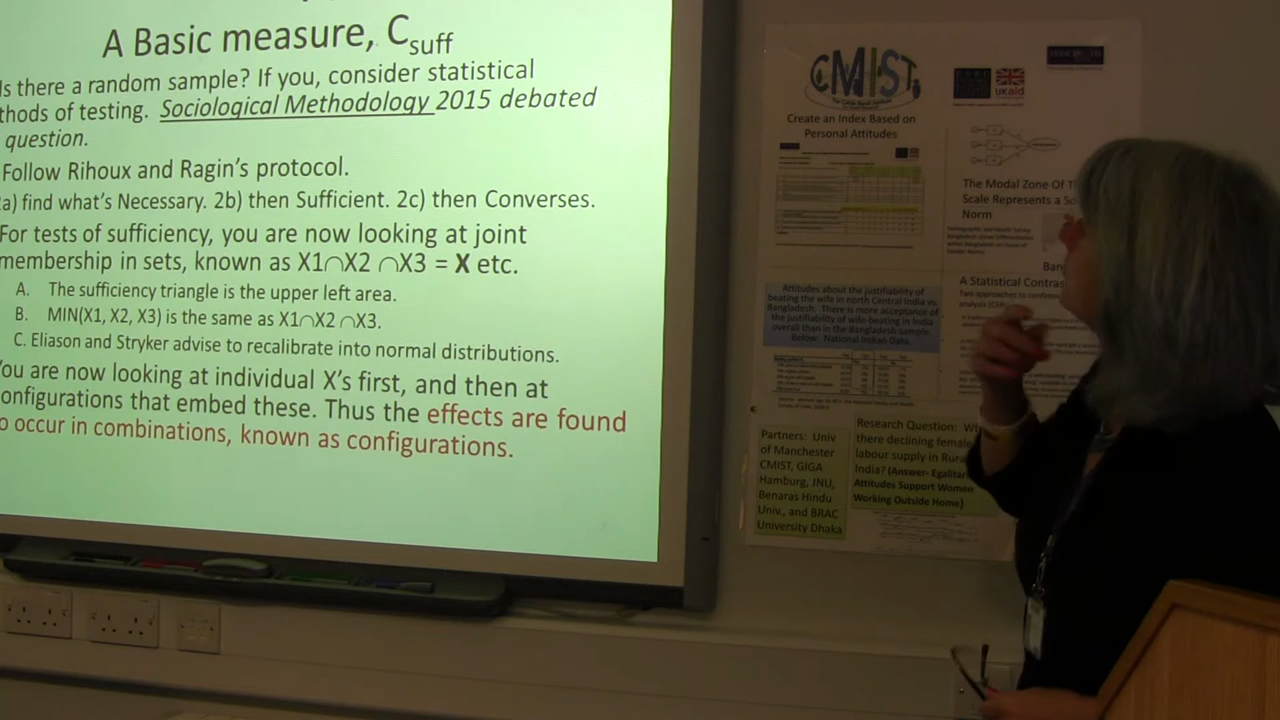 A Basic measure, Csuff
Is there a random sample? If you, consider statistical
thods of testing. Sociological Methodology 2015 debated
question.
Follow Rihoux and Ragin's protocol.
a) find what's Necessary. 2b) then Sufficient. 2c) then Converses.
For tests of sufficiency, you are now looking at joint
membership in sets, known as X1∩X2 ∩X3 = X etc.
A. The sufficiency triangle is the upper left area.
B. MIN(X1, X2, X3) is the same as X1∩X2 ∩X3.
C. Eliason and Stryker advise to recalibrate into normal distributions.
You are now looking at individual X's first, and then at
onfigurations that embed these. Thus the effects are found
o occur in combinations, known as configurations.
CMIST
UKaid
Create an Index Based on
Personal Attitudes
The Modal Zone Of T
Scale Represents a So
Norm
Ban
A Statistical Contras
Attitudes about the justifiability of
beating the wife in north Central India vs.
Bangladesh: There is more acceptance of
the justifiability of wife-beating in India
overall than in the Bangladesh sample.
Below: National Indian Data.
Partners: Univ
of Manchester
CMIST, GIGA
Hamburg, JNU,
Benaras Hindu
Univ., and BRAC
University Dhaka
Research Question: Wh
there declining female
labour supply in Rura
India? (Answer- Egalitar
Attitudes Support Women
Working Outside Home)